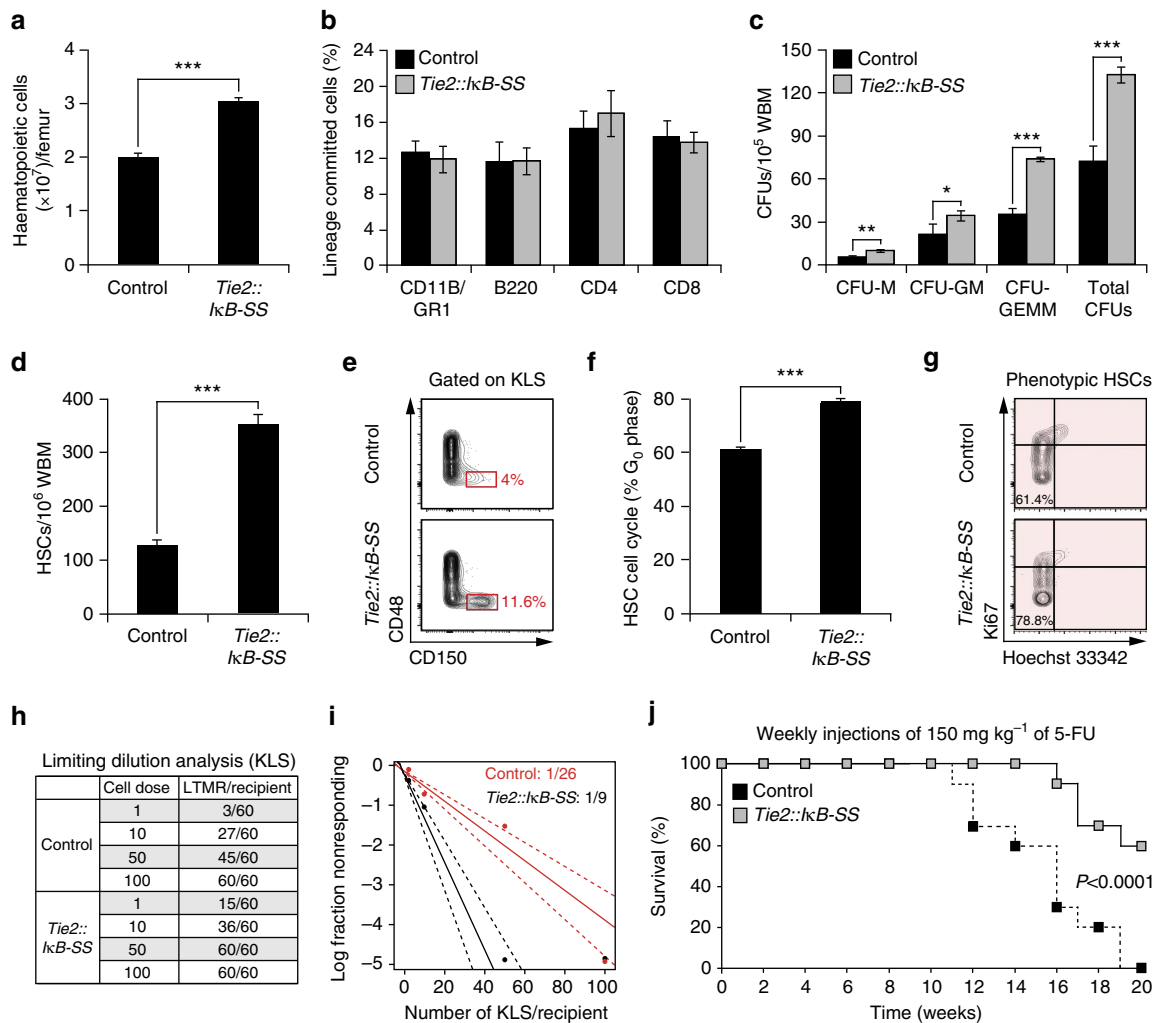 a
Haematopoietic cells
(×10⁷)/femur
4
3
2
1
0
***
Control
Tie2::
IκB-SS
b
Lineage committed cells (%)
24
20
16
12
8
4
0
Control
Tie2::IκB-SS
CD11B/
GR1
B220
CD4
CD8
c
CFUs/10⁵ WBM
150
120
90
60
30
0
Control
Tie2::IκB-SS
**
*
***
***
CFU-M
CFU-GM
CFU-
GEMM
Total
CFUs
d
HSCs/10⁶ WBM
400
300
200
100
0
***
Control
Tie2::
IκB-SS
e
Gated on KLS
Control
4%
Tie2::IκB-SS
11.6%
CD48
CD150
f
HSC cell cycle (% G₀ phase)
80
60
40
20
0
***
Control
Tie2::
IκB-SS
g
Phenotypic HSCs
Control
61.4%
Tie2::IκB-SS
78.8%
Ki67
Hoechst 33342
h
Limiting dilution analysis (KLS)
Cell dose LTMR/recipient
Control
1 3/60
10 27/60
50 45/60
100 60/60
Tie2::
IκB-SS
1 15/60
10 36/60
50 60/60
100 60/60
i
Log fraction nonresponding
0
−1
−2
−3
−4
−5
Control: 1/26
Tie2::IκB-SS: 1/9
0 20 40 60 80 100
Number of KLS/recipient
j
Weekly injections of 150 mg kg⁻¹ of 5-FU
Survival (%)
100
80
60
40
20
0
Control
Tie2::IκB-SS
P<0.0001
0 2 4 6 8 10 12 14 16 18 20
Time (weeks)